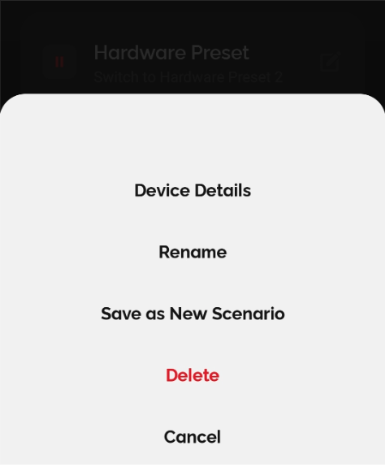 Hardware Preset
Switch to Hardware Preset 2
Device Details
Rename
Save as New Scenario
Delete
Cancel